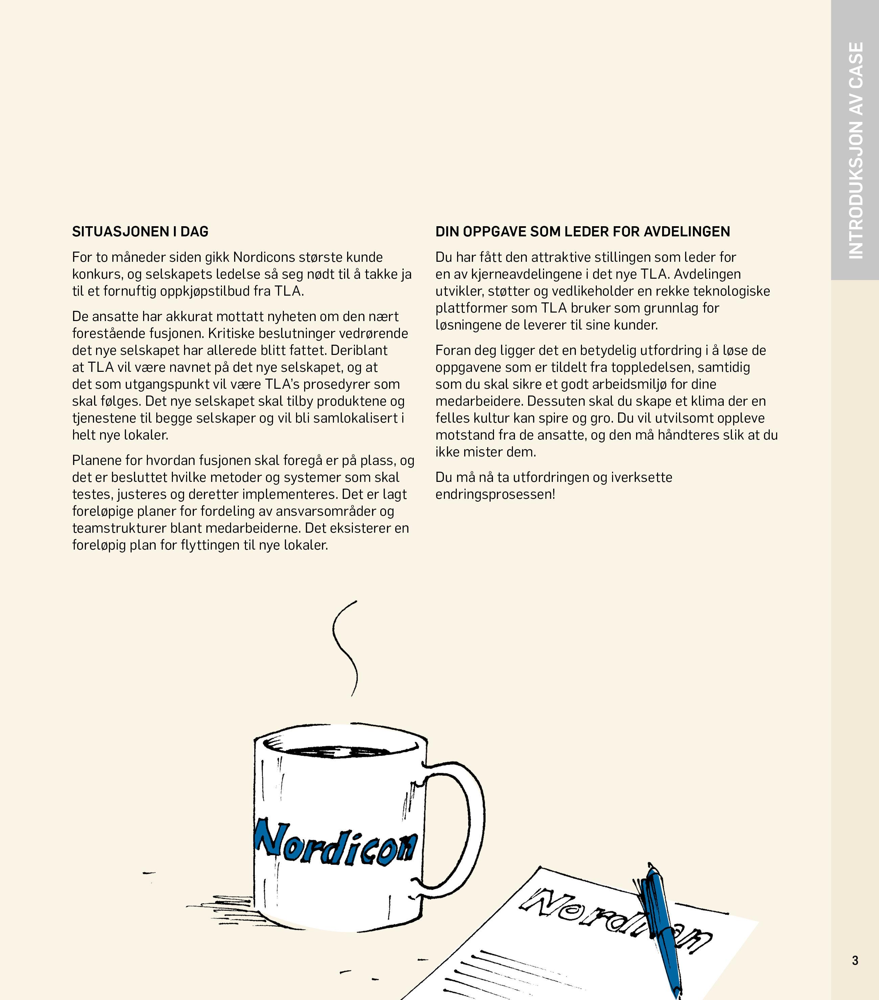 INTRODUKSJON AV CASE
SITUASJONEN I DAG
For to måneder siden gikk Nordicons største kunde
konkurs, og selskapets ledelse så seg nødt til å takke ja
til et fornuftig oppkjøpstilbud fra TLA.
De ansatte har akkurat mottatt nyheten om den nært
forestående fusjonen. Kritiske beslutninger vedrørende
det nye selskapet har allerede blitt fattet. Deriblant
at TLA vil være navnet på det nye selskapet, og at
det som utgangspunkt vil være TLA’s prosedyrer som
skal følges. Det nye selskapet skal tilby produktene og
tjenestene til begge selskaper og vil bli samlokalisert i
helt nye lokaler.
Planene for hvordan fusjonen skal foregå er på plass, og
det er besluttet hvilke metoder og systemer som skal
testes, justeres og deretter implementeres. Det er lagt
foreløpige planer for fordeling av ansvarsområder og
teamstrukturer blant medarbeiderne. Det eksisterer en
foreløpig plan for flyttingen til nye lokaler.
DIN OPPGAVE SOM LEDER FOR AVDELINGEN
Du har fått den attraktive stillingen som leder for
en av kjerneavdelingene i det nye TLA. Avdelingen
utvikler, støtter og vedlikeholder en rekke teknologiske
plattformer som TLA bruker som grunnlag for
løsningene de leverer til sine kunder.
Foran deg ligger det en betydelig utfordring i å løse de
oppgavene som er tildelt fra toppledelsen, samtidig
som du skal sikre et godt arbeidsmiljø for dine
medarbeidere. Dessuten skal du skape et klima der en
felles kultur kan spire og gro. Du vil utvilsomt oppleve
motstand fra de ansatte, og den må håndteres slik at du
ikke mister dem.
Du må nå ta utfordringen og iverksette
endringsprosessen!
Nordicon
Nordicon
3